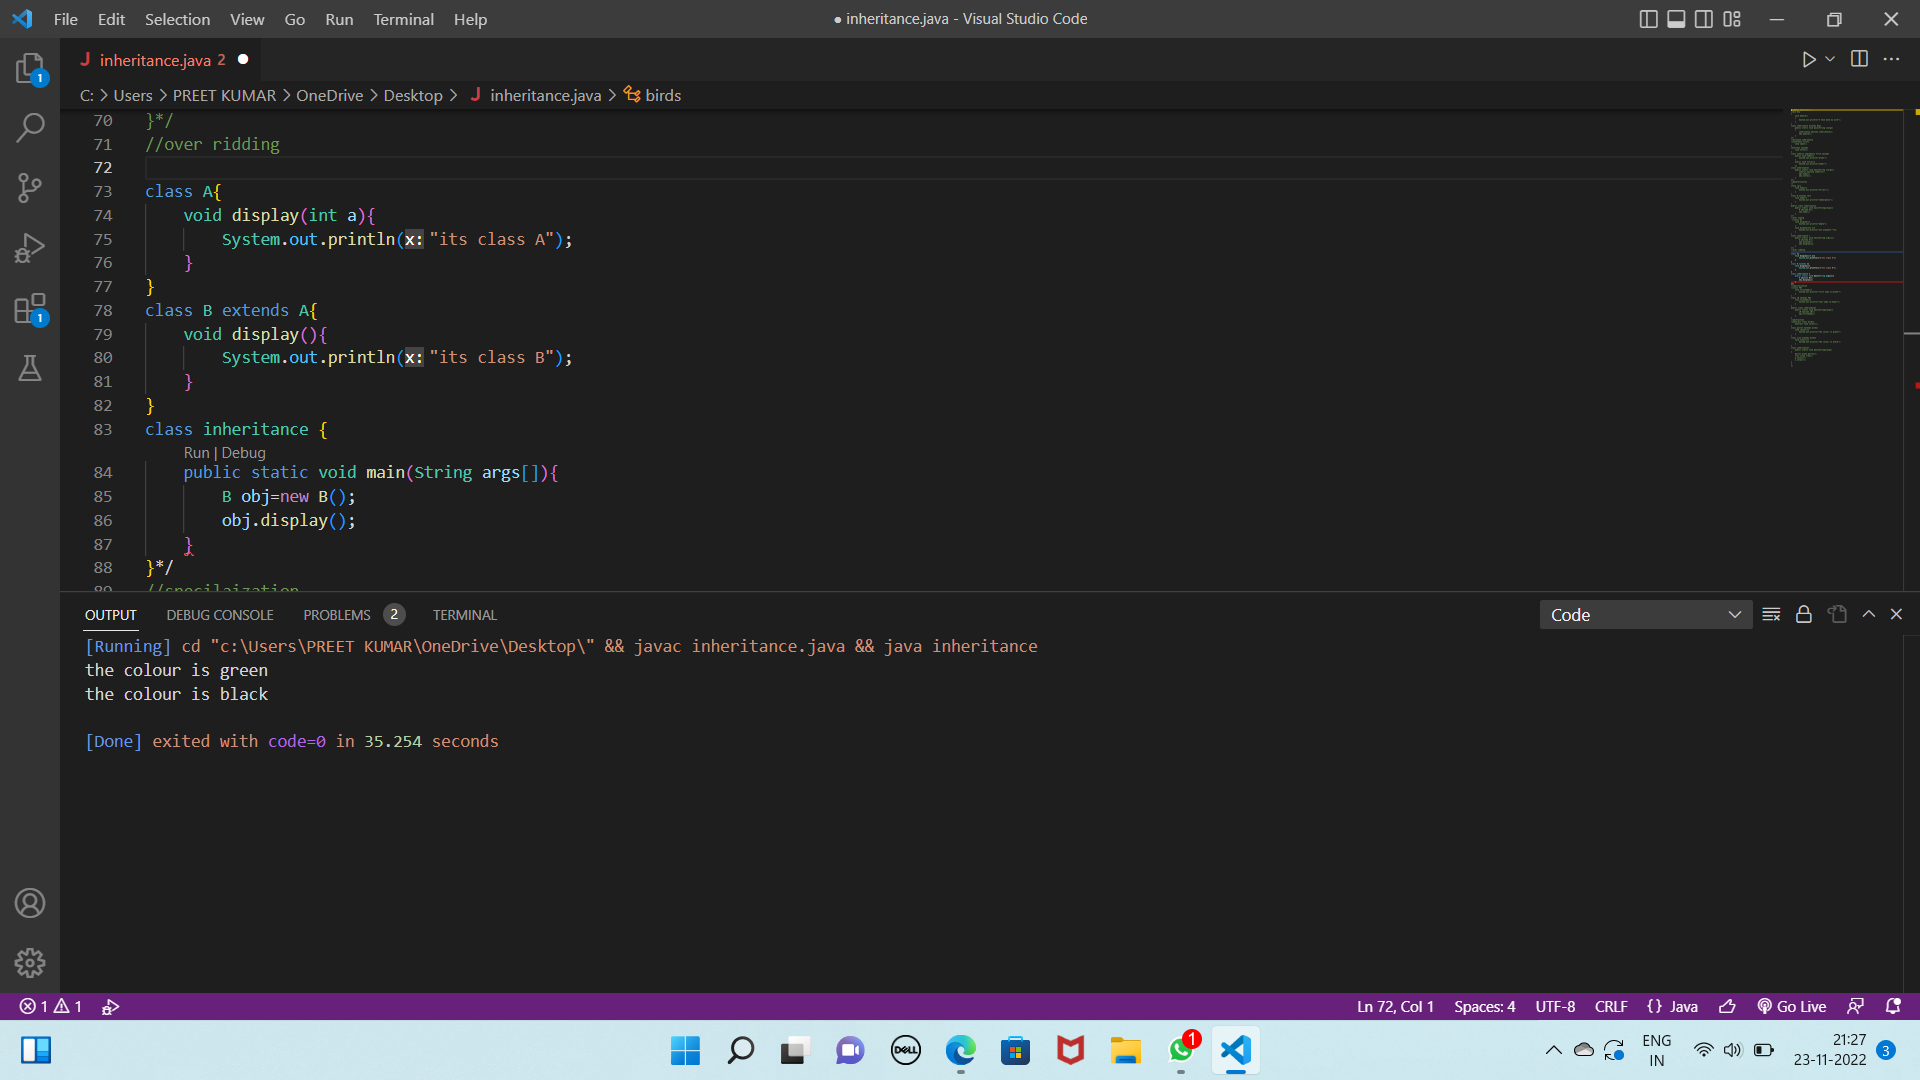 File Edit Selection View Go Run Terminal Help
● inheritance.java - Visual Studio Code
J inheritance.java 2 ●
C: > Users > PREET KUMAR > OneDrive > Desktop > J inheritance.java > birds
70 }*/
71 //over ridding
72
73 class A{
74 void display(int a){
75 System.out.println(x: "its class A");
76 }
77 }
78 class B extends A{
79 void display(){
80 System.out.println(x: "its class B");
81 }
82 }
83 class inheritance {
Run | Debug
84 public static void main(String args[]){
85 B obj=new B();
86 obj.display();
87 }
88 }*/
89 //specilaization
1
1
OUTPUT DEBUG CONSOLE PROBLEMS 2 TERMINAL
Code
[Running] cd "c:\Users\PREET KUMAR\OneDrive\Desktop\" && javac inheritance.java && java inheritance
the colour is green
the colour is black
[Done] exited with code=0 in 35.254 seconds
1 1
Ln 72, Col 1 Spaces: 4 UTF-8 CRLF {} Java Go Live
DELL
1
ENG
IN
21:27
23-11-2022
3